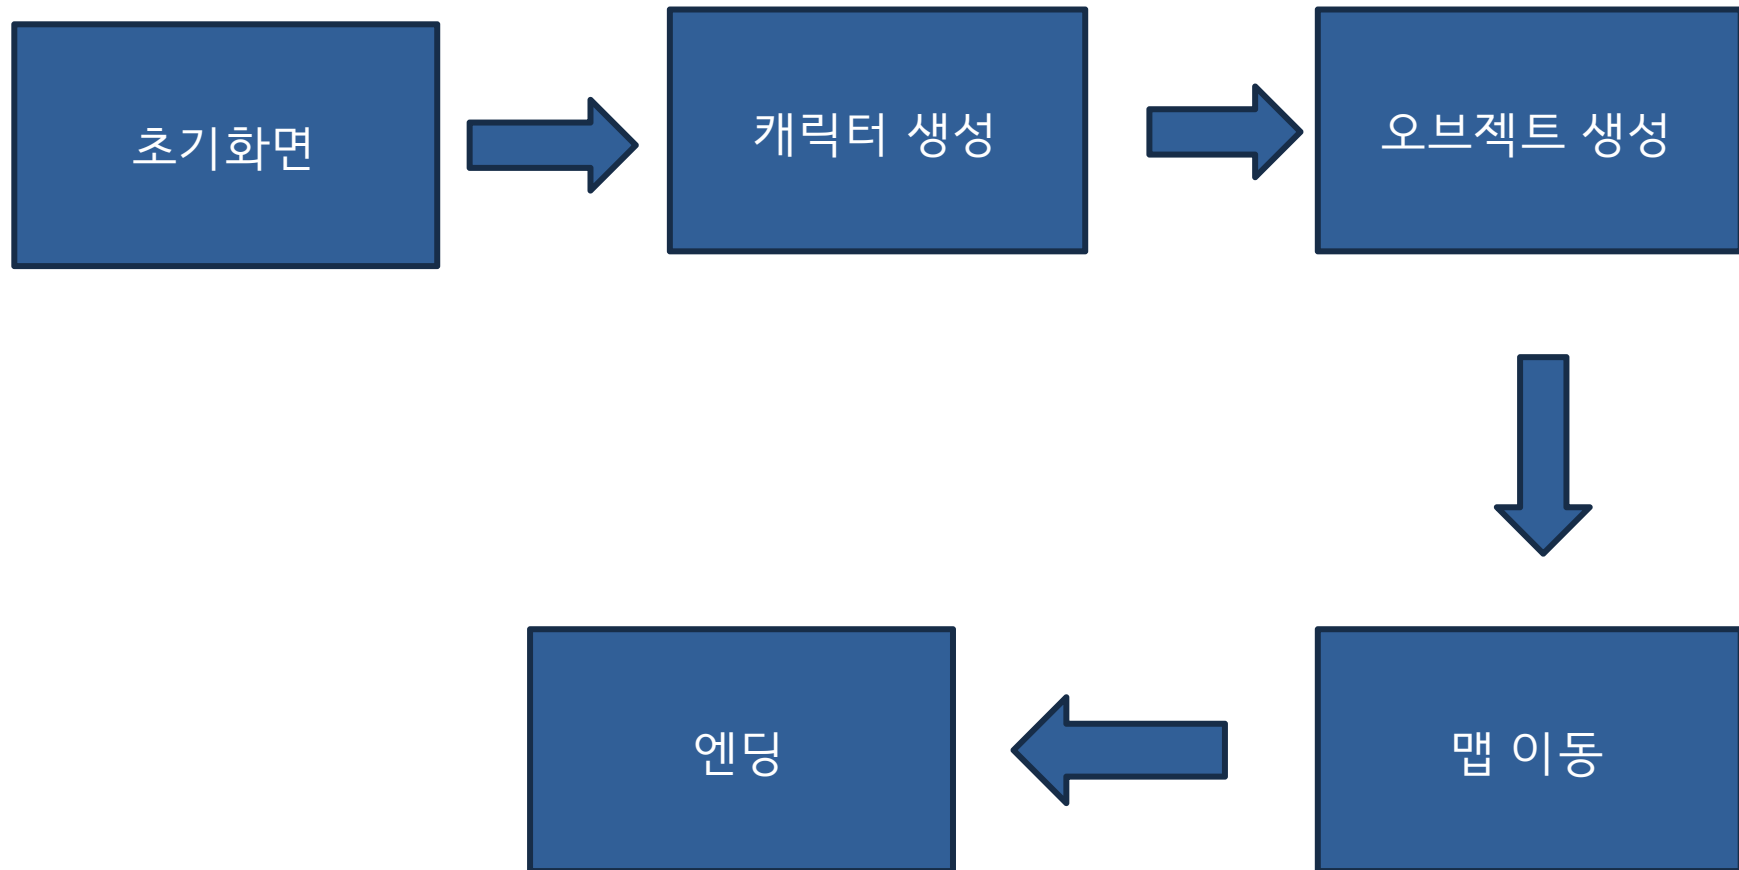 초기화면
캐릭터 생성
오브젝트 생성
맵 이동
엔딩